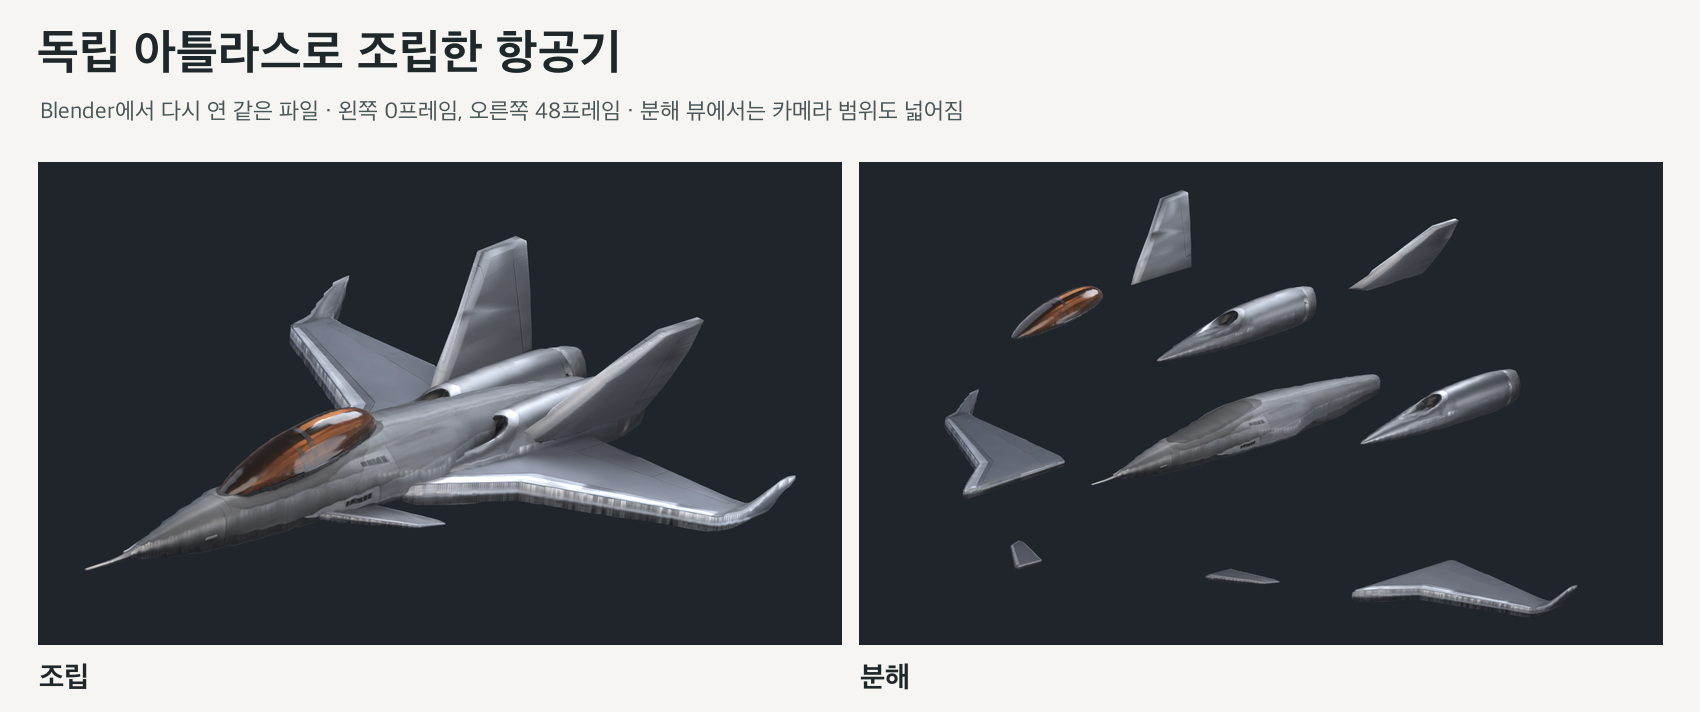 독립 아틀라스로 조립한 항공기
Blender에서 다시 연 같은 파일 · 왼쪽 0프레임, 오른쪽 48프레임 · 분해 뷰에서는 카메라 범위도 넓어짐
조립
분해